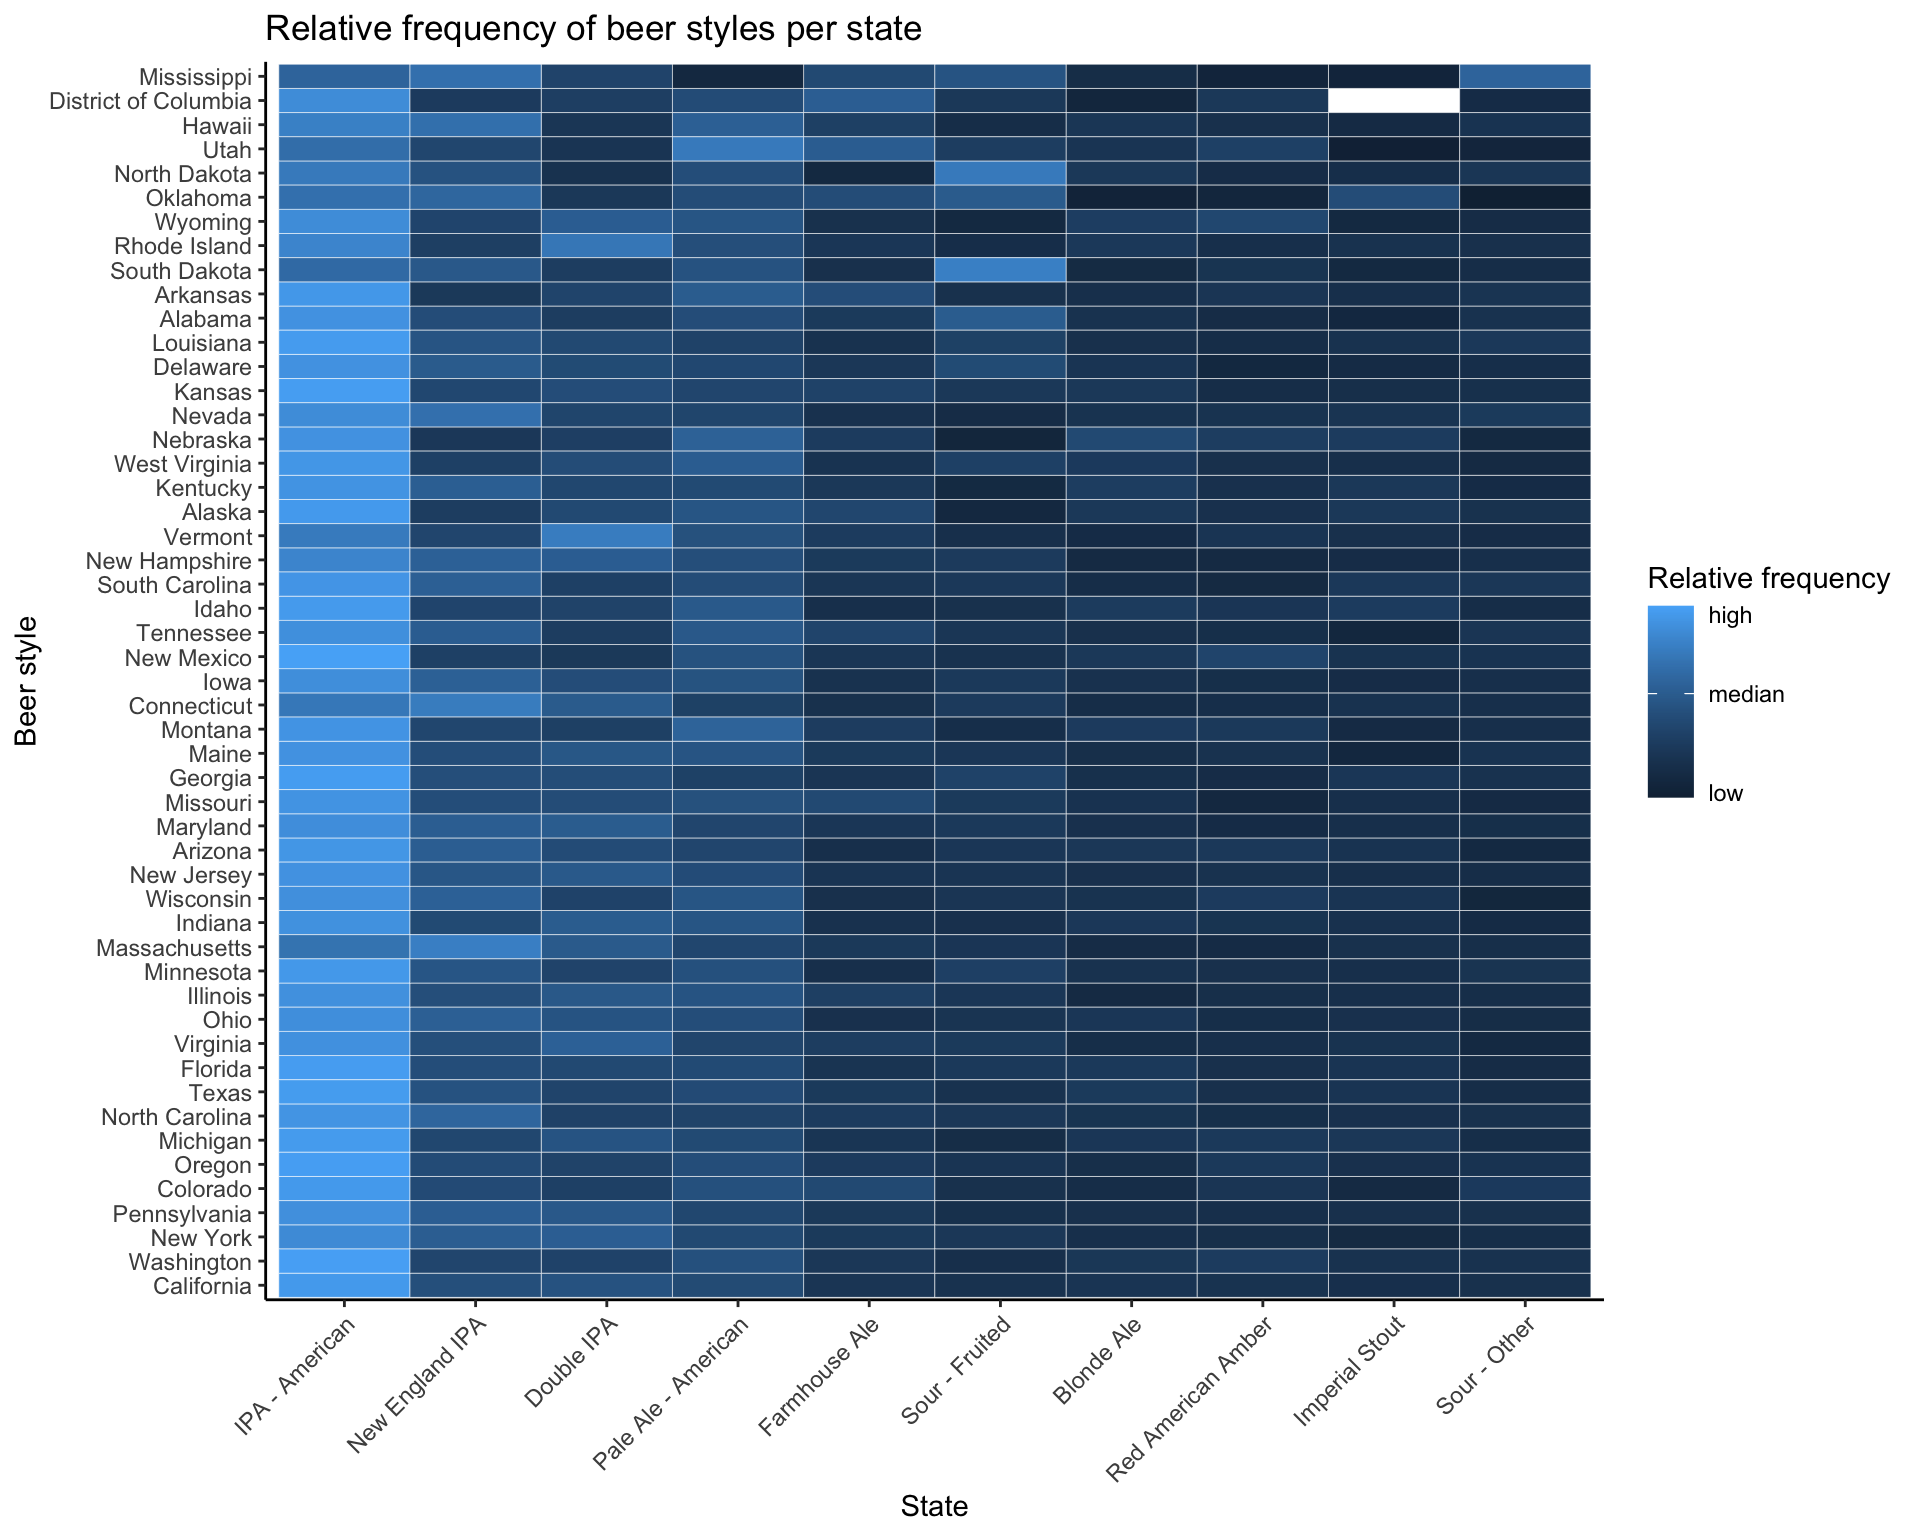 Relative frequency of beer styles per state
Mississippi
District of Columbia
Hawaii
Utah
North Dakota
Oklahoma
Wyoming
Rhode Island
South Dakota
Arkansas
Alabama
Louisiana
Delaware
Kansas
Nevada
Nebraska
West Virginia
Kentucky
Alaska
Vermont
New Hampshire
South Carolina
Idaho
Tennessee
New Mexico
Iowa
Connecticut
Montana
Maine
Georgia
Missouri
Maryland
Arizona
New Jersey
Wisconsin
Indiana
Massachusetts
Minnesota
Illinois
Ohio
Virginia
Florida
Texas
North Carolina
Michigan
Oregon
Colorado
Pennsylvania
New York
Washington
California
Beer style
IPA - American
New England IPA
Double IPA
Pale Ale - American
Farmhouse Ale
Sour - Fruited
Blonde Ale
Red American Amber
Imperial Stout
Sour - Other
State
Relative frequency
high
median
low